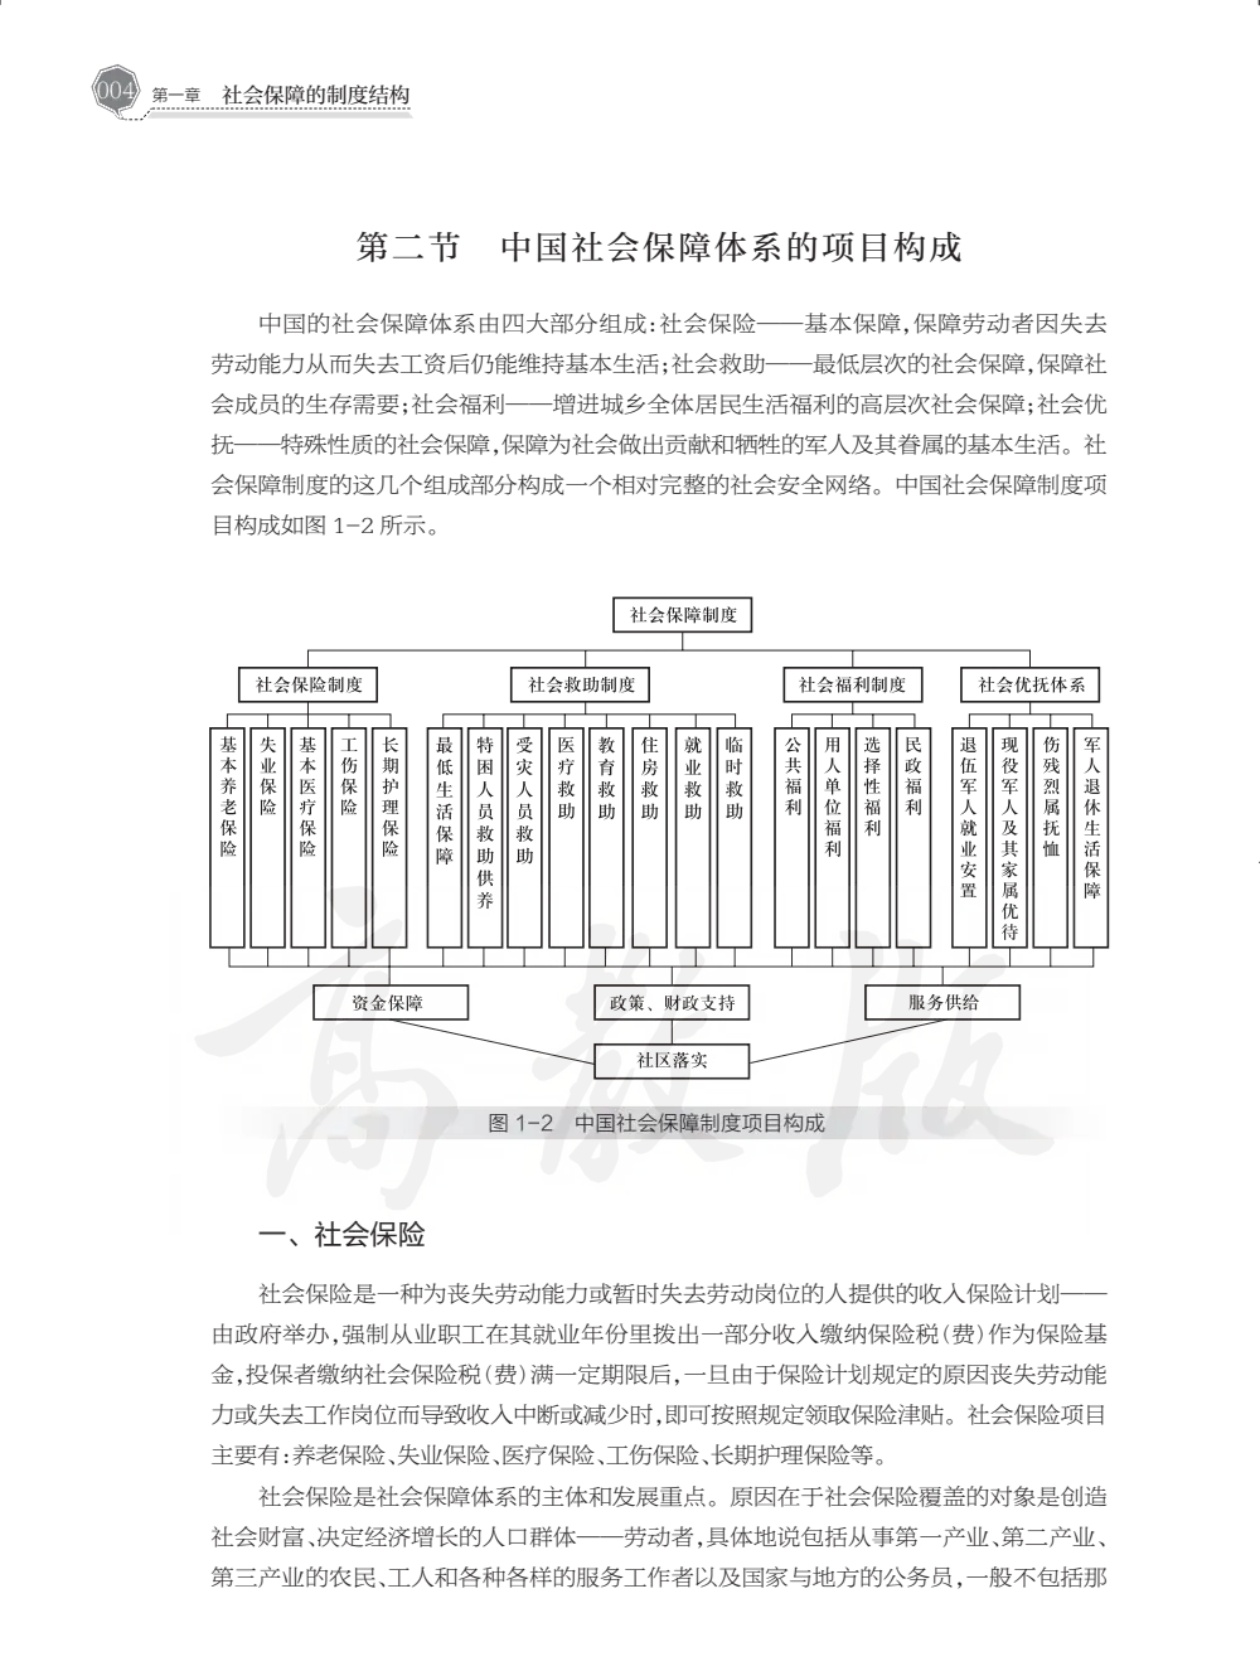 004
第一章 社会保障的制度结构
第二节 中国社会保障体系的项目构成
中国的社会保障体系由四大部分组成:社会保险——基本保障,保障劳动者因失去
劳动能力从而失去工资后仍能维持基本生活;社会救助——最低层次的社会保障,保障社
会成员的生存需要;社会福利——增进城乡全体居民生活福利的高层次社会保障;社会优
抚——特殊性质的社会保障,保障为社会做出贡献和牺牲的军人及其眷属的基本生活。社
会保障制度的这几个组成部分构成一个相对完整的社会安全网络。中国社会保障制度项
目构成如图 1-2 所示。
社会保障制度
社会保险制度
社会救助制度
社会福利制度
社会优抚体系
基本养老保险
失业保险
基本医疗保险
工伤保险
长期护理保险
最低生活保障
特困人员救助供养
受灾人员救助
医疗救助
教育救助
住房救助
就业救助
临时救助
公共福利
用人单位福利
选择性福利
民政福利
退伍军人就业安置
现役军人及其家属优待
伤残烈属抚恤
军人退休生活保障
资金保障
政策、财政支持
服务供给
社区落实
高教版
图 1-2 中国社会保障制度项目构成
一、社会保险
社会保险是一种为丧失劳动能力或暂时失去劳动岗位的人提供的收入保险计划——
由政府举办,强制从业职工在其就业年份里拨出一部分收入缴纳保险税(费)作为保险基
金,投保者缴纳社会保险税(费)满一定期限后,一旦由于保险计划规定的原因丧失劳动能
力或失去工作岗位而导致收入中断或减少时,即可按照规定领取保险津贴。社会保险项目
主要有:养老保险、失业保险、医疗保险、工伤保险、长期护理保险等。
社会保险是社会保障体系的主体和发展重点。原因在于社会保险覆盖的对象是创造
社会财富、决定经济增长的人口群体——劳动者,具体地说包括从事第一产业、第二产业、
第三产业的农民、工人和各种各样的服务工作者以及国家与地方的公务员,一般不包括那